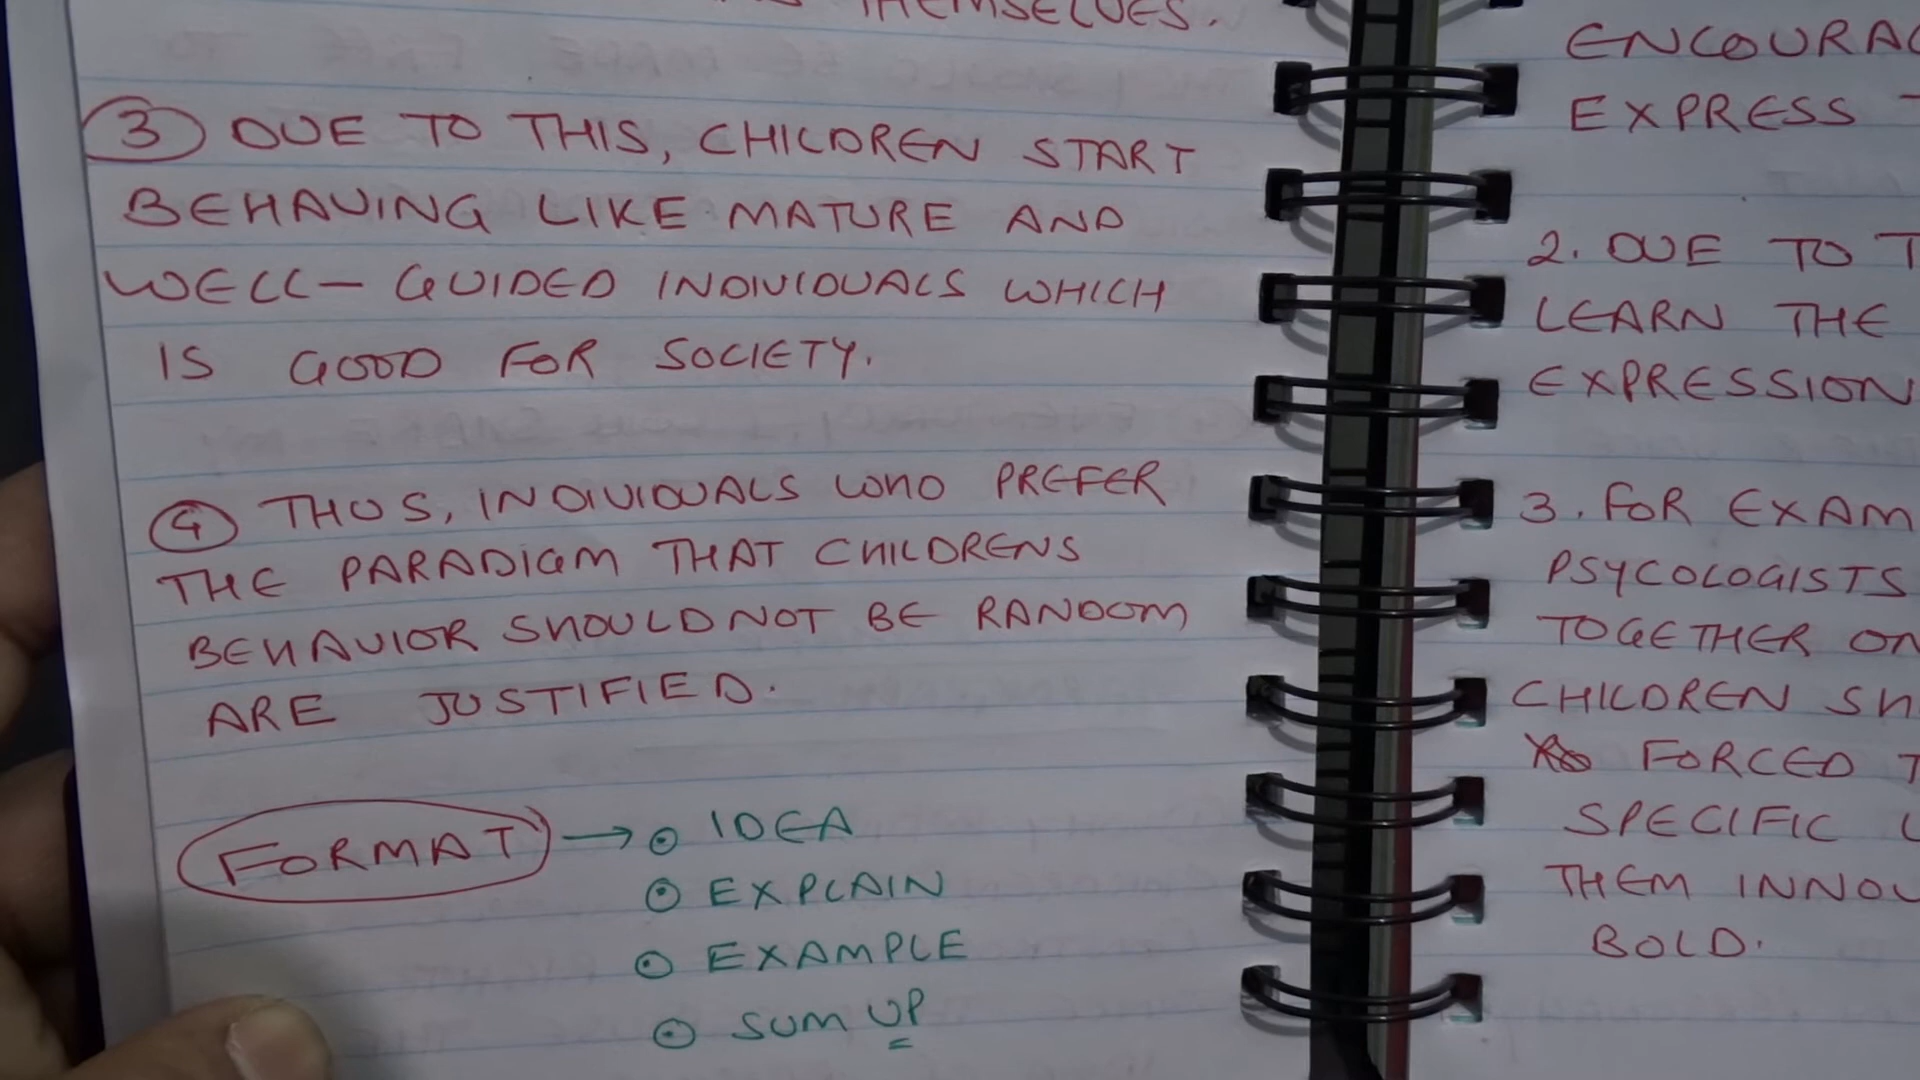 THEMSELVES.
③ DUE TO THIS, CHILDREN START
BEHAVING LIKE MATURE AND
WELL- GUIDED INDIVIDUALS WHICH
IS GOOD FOR SOCIETY.
④ THUS, INDIVIDUALS WHO PREFER
THE PARADIGM THAT CHILDRENS
BEHAVIOR SHOULD NOT BE RANDOM
ARE JUSTIFIED.
FORMAT → ⊙ IDEA
⊙ EXPLAIN
⊙ EXAMPLE
⊙ SUM UP
ENCOURAG
EXPRESS T
2. DUE TO T
LEARN THE
EXPRESSION
3. FOR EXAM
PSYCOLOGISTS
TOGETHER ON
CHILDREN SH
FORCED T
SPECIFIC
THEM INNOV
BOLD.